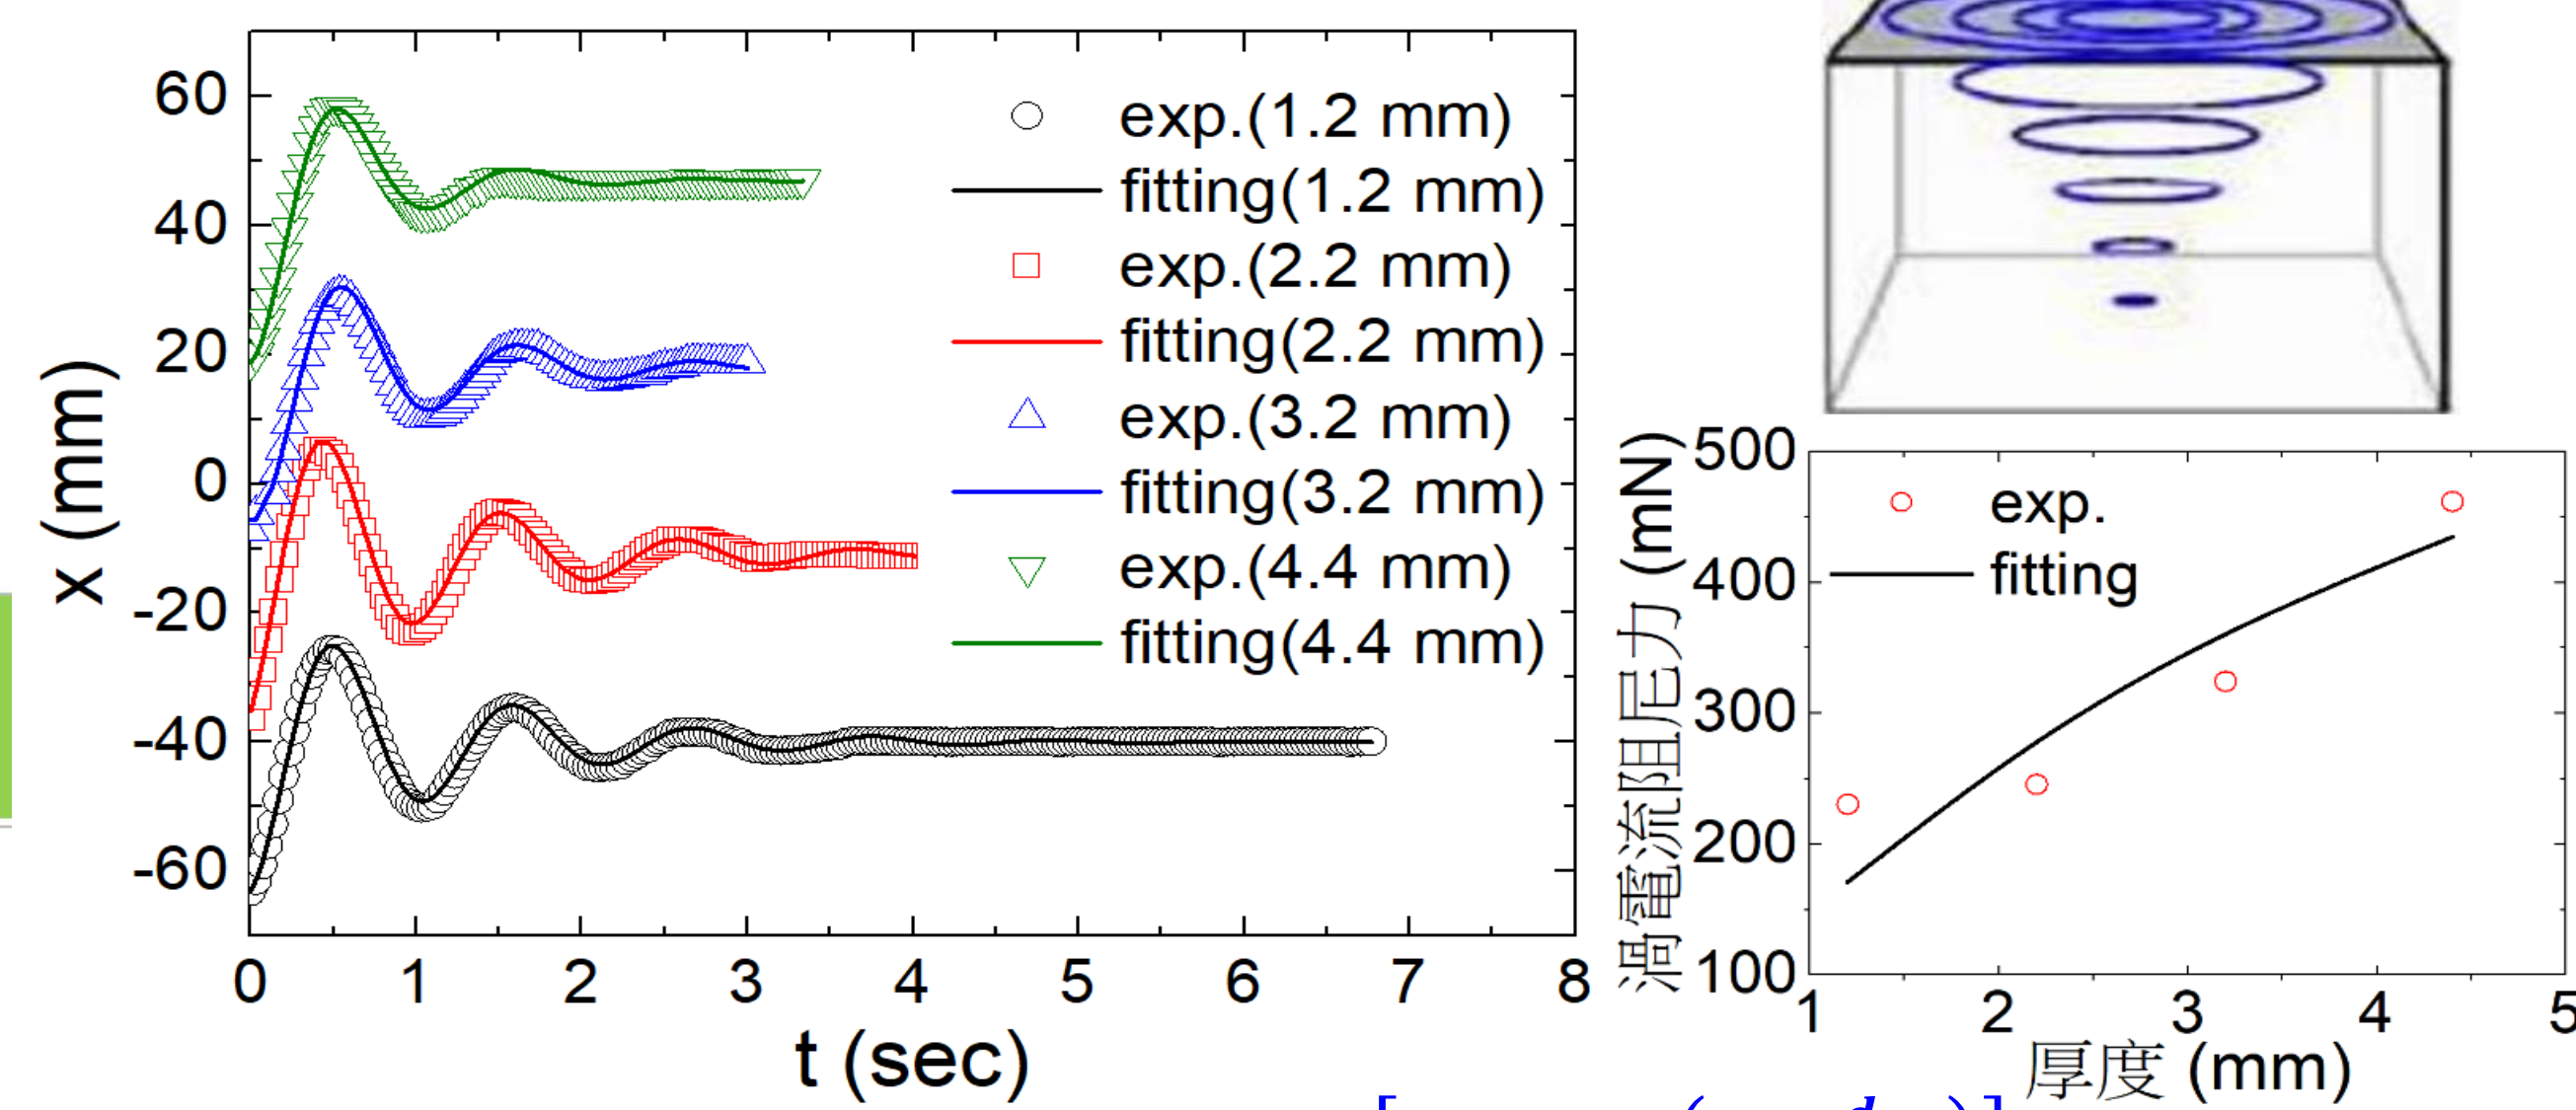 60
40
20
0
-20
-40
-60
x (mm)
0 1 2 3 4 5 6 7 8
t (sec)
exp.(1.2 mm)
fitting(1.2 mm)
exp.(2.2 mm)
fitting(2.2 mm)
exp.(3.2 mm)
fitting(3.2 mm)
exp.(4.4 mm)
fitting(4.4 mm)
500
400
300
200
100
渦電流阻尼力 (mN)
exp.
fitting
1 2 3 4 5
厚度 (mm)